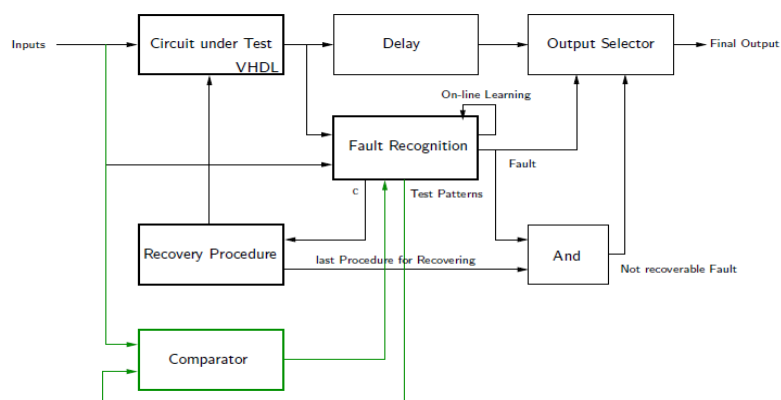 Inputs
Circuit under Test
VHDL
Delay
Output Selector
Final Output
On-line Learning
Fault Recognition
Fault
c
Test Patterns
Recovery Procedure
last Procedure for Recovering
And
Not recoverable Fault
Comparator